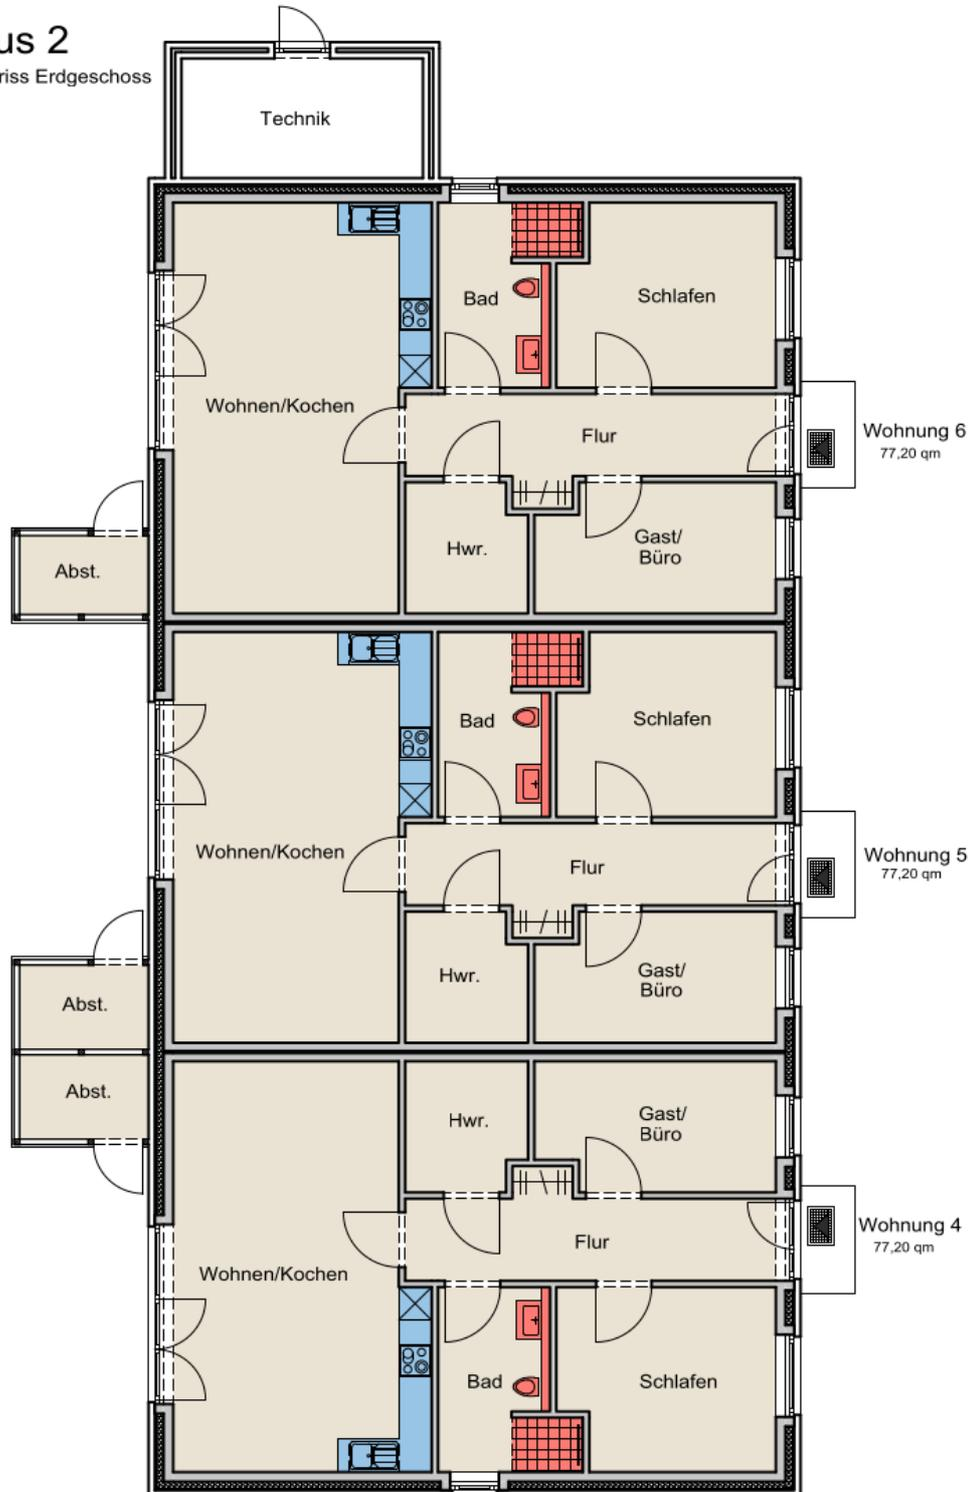 us 2
riss Erdgeschoss
Technik
Bad
Schlafen
Wohnen/Kochen
Flur
Wohnung 6
77,20 qm
Hwr.
Gast/
Büro
Abst.
Bad
Schlafen
Wohnen/Kochen
Flur
Wohnung 5
77,20 qm
Hwr.
Gast/
Büro
Abst.
Abst.
Hwr.
Gast/
Büro
Flur
Wohnung 4
77,20 qm
Wohnen/Kochen
Bad
Schlafen